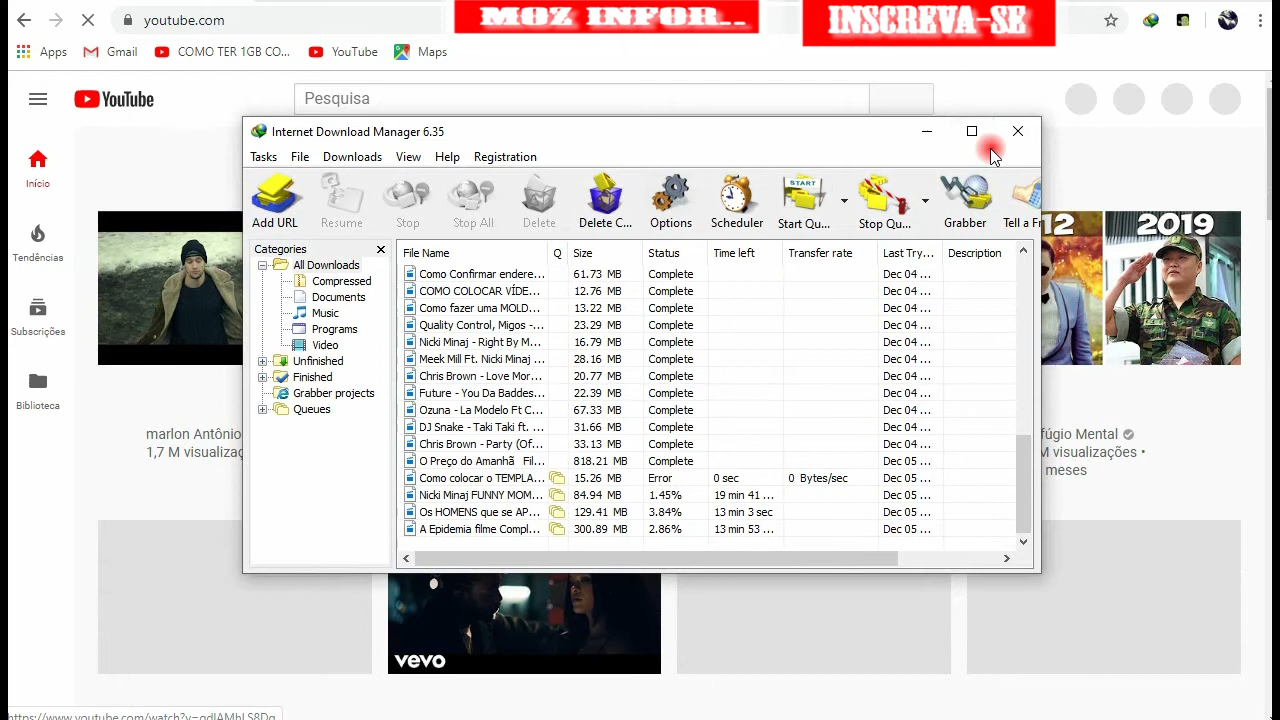 youtube.com
MOZ INFOR..
INSCREVA-SE
Apps
Gmail
COMO TER 1GB CO...
YouTube
Maps
YouTube
Pesquisa
Início
Tendências
Subscrições
Biblioteca
Internet Download Manager 6.35
Tasks File Downloads View Help Registration
Add URL Resume Stop Stop All Delete Delete C... Options Scheduler Start Qu... Stop Qu... Grabber Tell a Fr
Categories
All Downloads
Compressed
Documents
Music
Programs
Video
Unfinished
Finished
Grabber projects
Queues
File Name Q Size Status Time left Transfer rate Last Try... Description
Como Confirmar endere... 61.73 MB Complete Dec 04 ...
COMO COLOCAR VÍDE... 12.76 MB Complete Dec 04 ...
Como fazer uma MOLD... 13.22 MB Complete Dec 04 ...
Quality Control, Migos -... 23.29 MB Complete Dec 04 ...
Nicki Minaj - Right By M... 16.79 MB Complete Dec 04 ...
Meek Mill Ft. Nicki Minaj ... 28.16 MB Complete Dec 04 ...
Chris Brown - Love Mor... 20.77 MB Complete Dec 04 ...
Future - You Da Baddes... 22.39 MB Complete Dec 04 ...
Ozuna - La Modelo Ft C... 67.33 MB Complete Dec 04 ...
DJ Snake - Taki Taki ft. ... 31.66 MB Complete Dec 04 ...
Chris Brown - Party (Of... 33.13 MB Complete Dec 04 ...
O Preço do Amanhã Fil... 818.21 MB Complete Dec 05 ...
Como colocar o TEMPLA... 15.26 MB Error 0 sec 0 Bytes/sec Dec 05 ...
Nicki Minaj FUNNY MOM... 84.94 MB 1.45% 19 min 41 ... Dec 05 ...
Os HOMENS que se AP... 129.41 MB 3.84% 13 min 3 sec Dec 05 ...
A Epidemia filme Compl... 300.89 MB 2.86% 13 min 53 ... Dec 05 ...
12 2019
marlon Antônio
1,7 M visualizaç
fúgio Mental
M visualizações •
meses
vevo